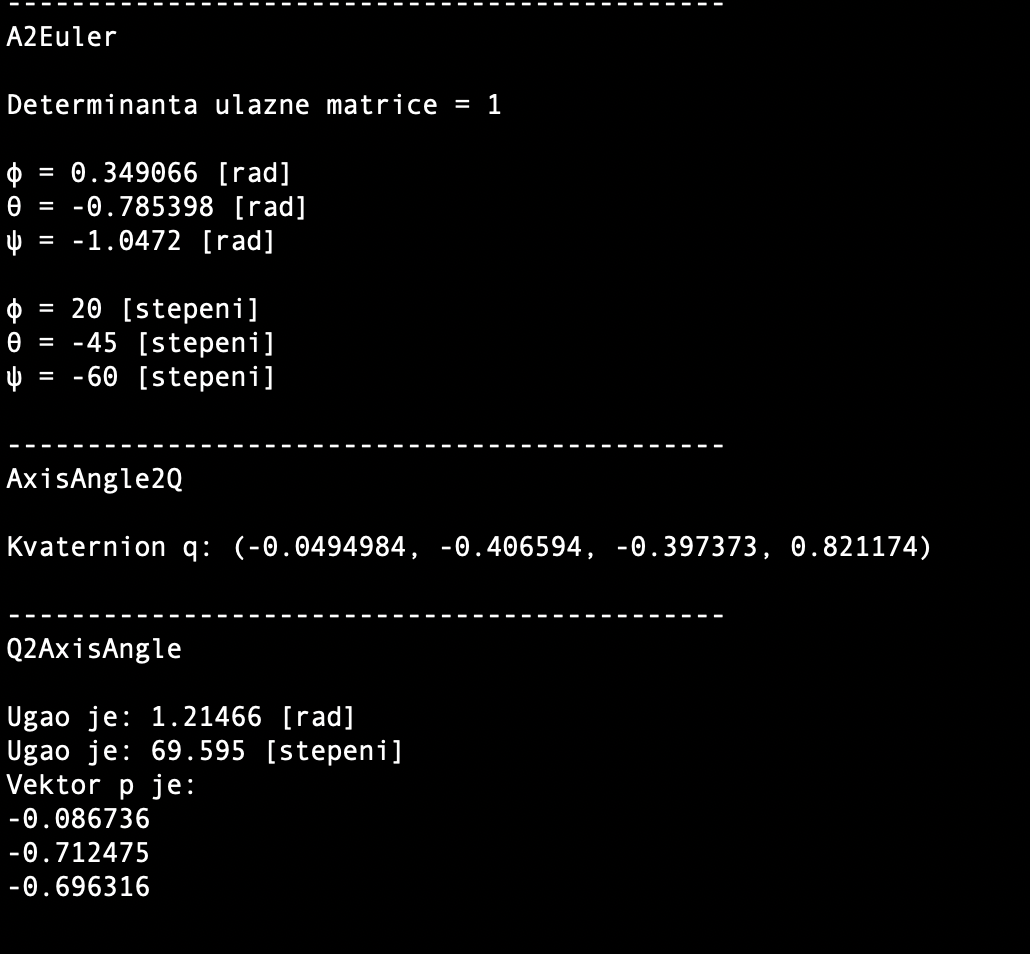 ---------------------------------------------
A2Euler
Determinanta ulazne matrice = 1
ϕ = 0.349066 [rad]
θ = -0.785398 [rad]
ψ = -1.0472 [rad]
ϕ = 20 [stepeni]
θ = -45 [stepeni]
ψ = -60 [stepeni]
---------------------------------------------
AxisAngle2Q
Kvaternion q: (-0.0494984, -0.406594, -0.397373, 0.821174)
---------------------------------------------
Q2AxisAngle
Ugao je: 1.21466 [rad]
Ugao je: 69.595 [stepeni]
Vektor p je:
-0.086736
-0.712475
-0.696316